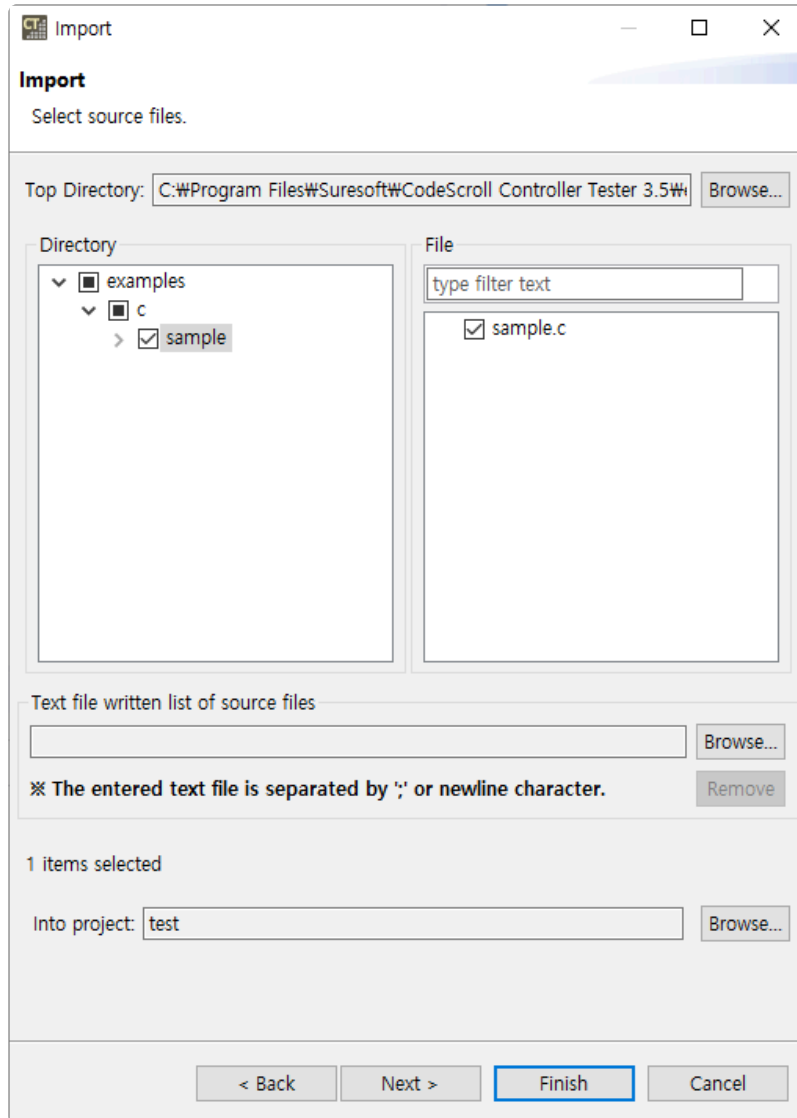 CT
Import
Import
Select source files.
Top Directory: C:₩Program Files₩Suresoft₩CodeScroll Controller Tester 3.5₩ Browse...
Directory
File
examples
c
sample
type filter text
sample.c
Text file written list of source files
Browse...
※ The entered text file is separated by ';' or newline character.
Remove
1 items selected
Into project: test Browse...
< Back Next > Finish Cancel